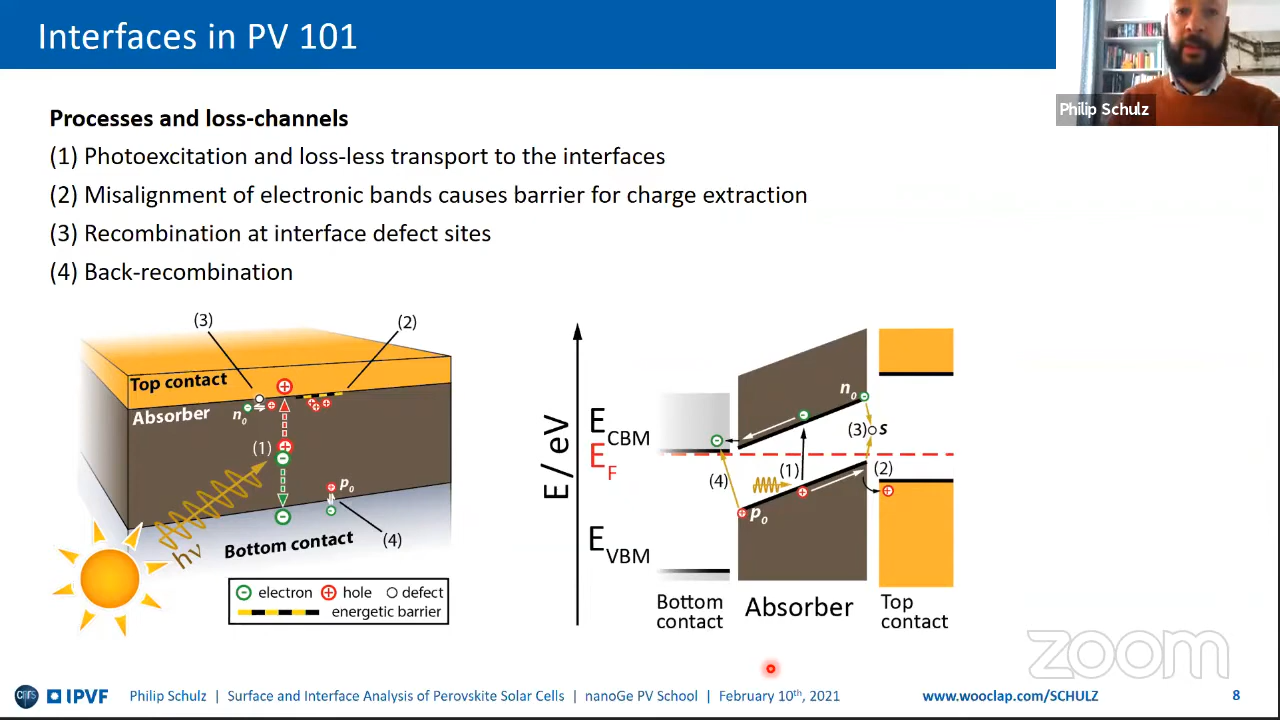 Interfaces in PV 101
Philip Schulz
Processes and loss-channels
(1) Photoexcitation and loss-less transport to the interfaces
(2) Misalignment of electronic bands causes barrier for charge extraction
(3) Recombination at interface defect sites
(4) Back-recombination
(3)
(2)
Top contact
Absorber
n0
(1)
p0
hν
Bottom contact
(4)
electron hole defect
energetic barrier
E / eV
ECBM
EF
EVBM
n0
(3) s
(1)
(2)
(4)
p0
Bottom contact
Absorber
Top contact
zoom
cnrs IPVF Philip Schulz | Surface and Interface Analysis of Perovskite Solar Cells | nanoGe PV School | February 10th, 2021 www.wooclap.com/SCHULZ 8